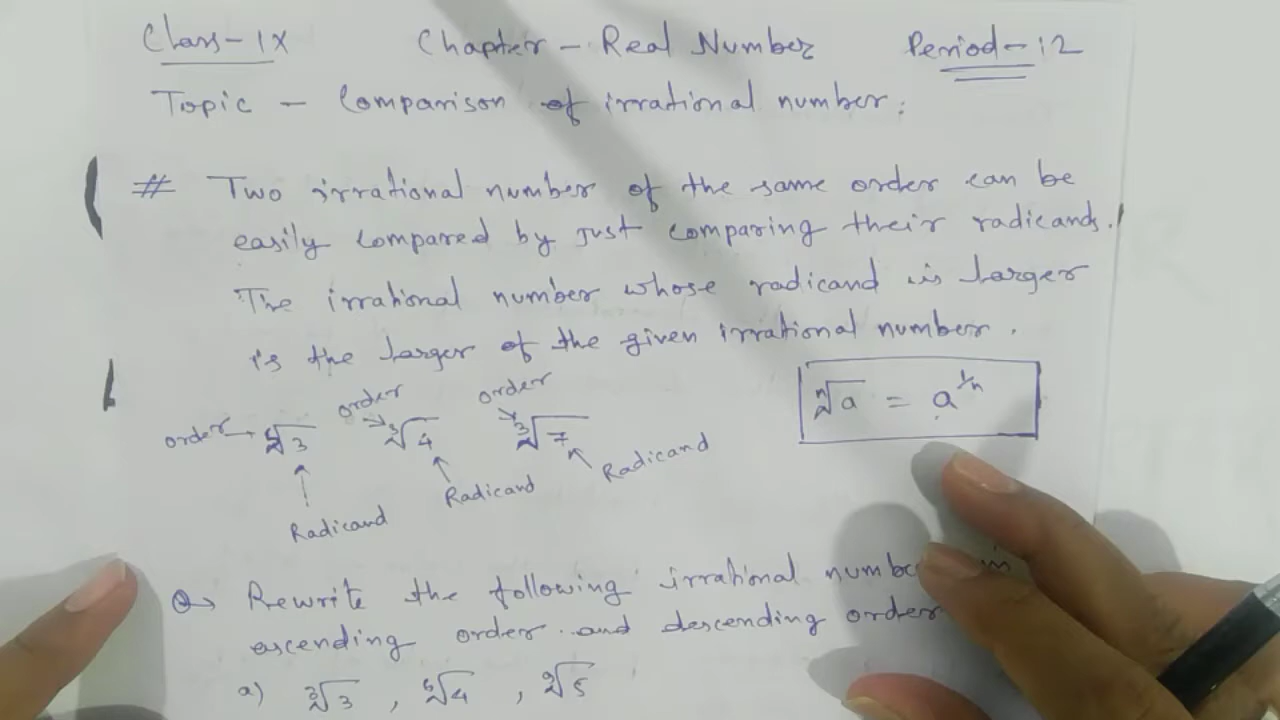 Class - IX Chapter - Real Number Period - 12
Topic - Comparison of irrational number.
# Two irrational number of the same order can be
easily compared by just comparing their radicands.
The irrational number whose radicand is larger
is the larger of the given irrational number.
order order order
ⁿ√a = a^1/n
order → ⁶√3 ³√4 ³√7
Radicand Radicand Radicand
Q→ Rewrite the following irrational in
ascending order and descending order
a) ³√3 , ⁶√4 , ⁹√5